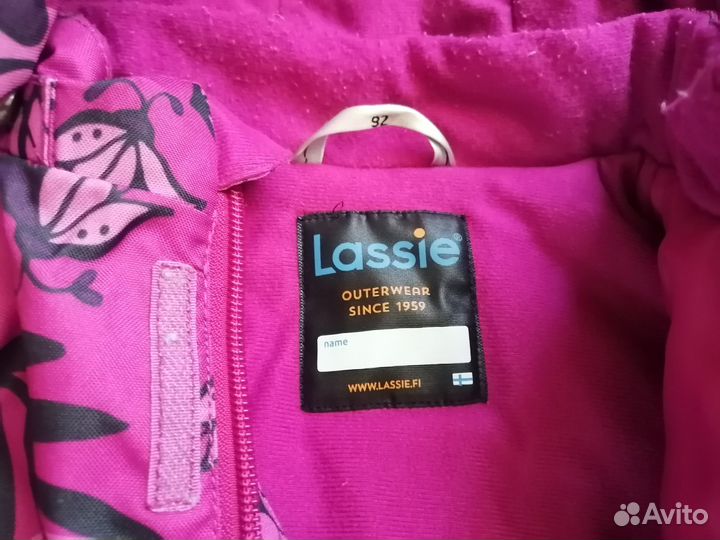 92
Lassie®
OUTERWEAR
SINCE 1959
name
WWW.LASSIE.FI
Avito